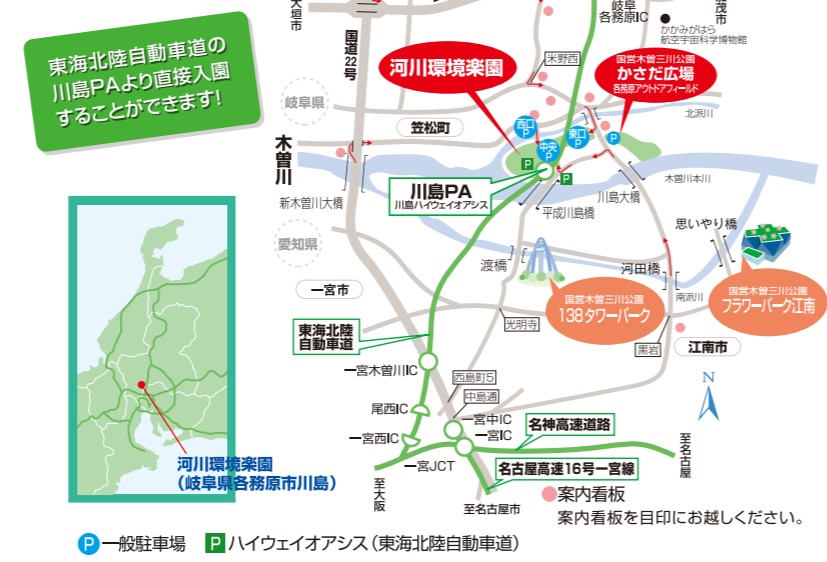 大垣市
岐阜
各務原IC
茂市
かかみがはら
航空宇宙科学博物館
東海北陸自動車道の
川島PAより直接入園
することができます!
国道22号
米野西
河川環境楽園
国営木曽三川公園
かさだ広場
各務原アウトドアフィールド
岐阜県
笠松町
北派川
西口
P
中央
P
東口
P
P
木曽川
P
P
川島PA
川島ハイウェイオアシス
木曽川本川
新木曽川大橋
川島大橋
平成川島橋
思いやり橋
愛知県
渡橋
河田橋
一宮市
国営木曽三川公園
138タワーパーク
南派川
国営木曽三川公園
フラワーパーク江南
東海北陸
自動車道
光明寺
黒岩
江南市
一宮木曽川IC
西島町5
中島通
N
尾西IC
一宮中IC
名神高速道路
一宮西IC
一宮IC
至名古屋
一宮JCT
名古屋高速16号一宮線
至大阪
至名古屋市
河川環境楽園
(岐阜県各務原市川島)
案内看板
案内看板を目印にお越しください。
P 一般駐車場 P ハイウェイオアシス(東海北陸自動車道)